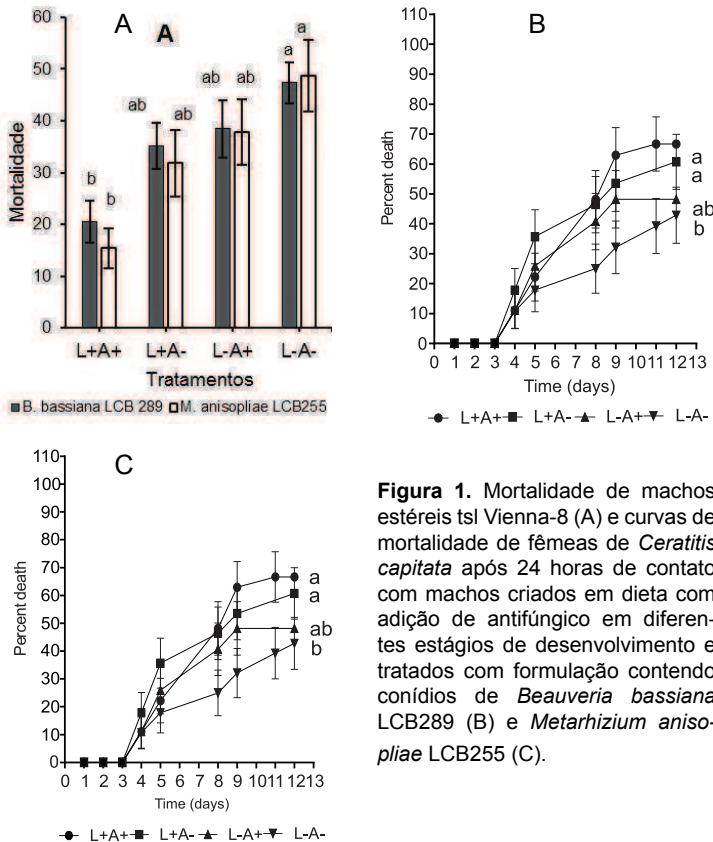 A
A
60
50
40
30
20
10
0
Mortalidade
b
b
ab
ab
ab
ab
a
a
L+A+ L+A- L-A+ L-A-
Tratamentos
B. bassiana LCB 289 M. anisopliae LCB255
B
110
100
90
80
70
60
50
40
30
20
10
0
Percent death
a
a
ab
b
0 1 2 3 4 5 6 7 8 9 10 11 12 13
Time (days)
L+A+ L+A- L-A+ L-A-
C
110
100
90
80
70
60
50
40
30
20
10
0
Percent death
a
a
ab
b
0 1 2 3 4 5 6 7 8 9 10 11 12 13
Time (days)
L+A+ L+A- L-A+ L-A-
Figura 1. Mortalidade de machos
estéreis tsl Vienna-8 (A) e curvas de
mortalidade de fêmeas de Ceratitis
capitata após 24 horas de contato
com machos criados em dieta com
adição de antifúngico em diferen-
tes estágios de desenvolvimento e
tratados com formulação contendo
conídios de Beauveria bassiana
LCB289 (B) e Metarhizium aniso-
pliae LCB255 (C).